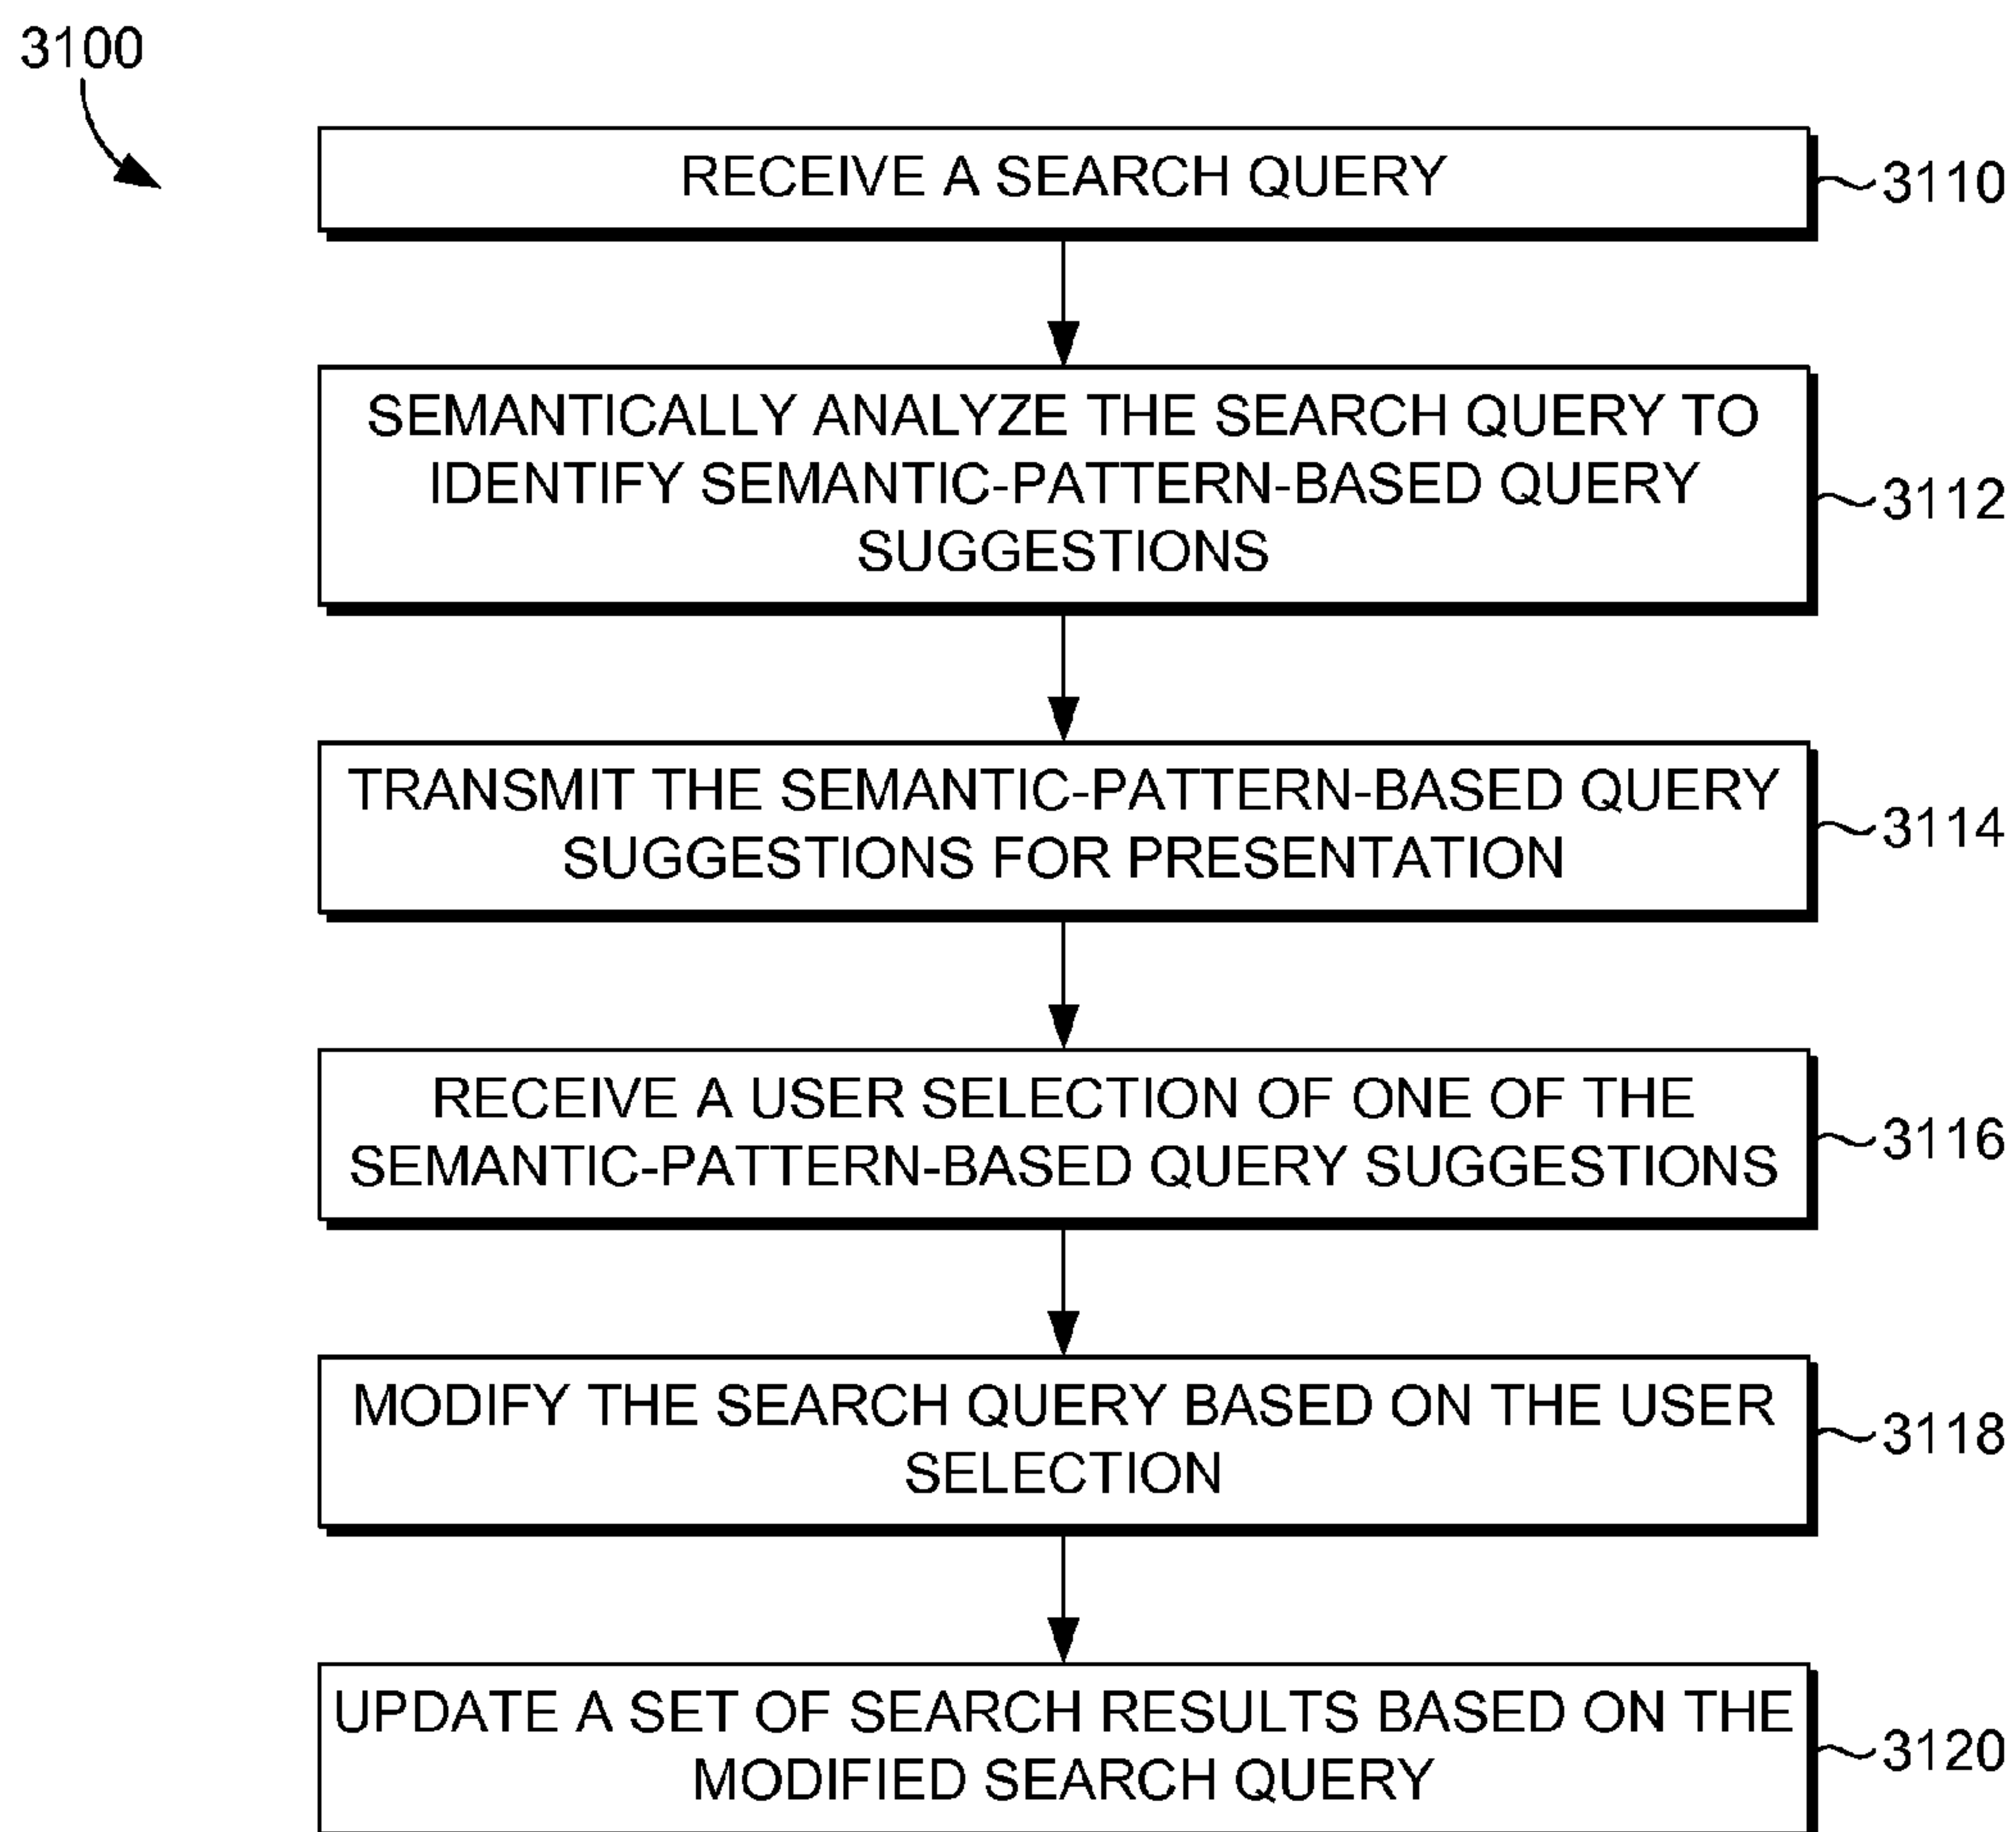 3100
RECEIVE A SEARCH QUERY
3110
SEMANTICALLY ANALYZE THE SEARCH QUERY TO
IDENTIFY SEMANTIC-PATTERN-BASED QUERY
SUGGESTIONS
3112
TRANSMIT THE SEMANTIC-PATTERN-BASED QUERY
SUGGESTIONS FOR PRESENTATION
3114
RECEIVE A USER SELECTION OF ONE OF THE
SEMANTIC-PATTERN-BASED QUERY SUGGESTIONS
3116
MODIFY THE SEARCH QUERY BASED ON THE USER
SELECTION
3118
UPDATE A SET OF SEARCH RESULTS BASED ON THE
MODIFIED SEARCH QUERY
3120